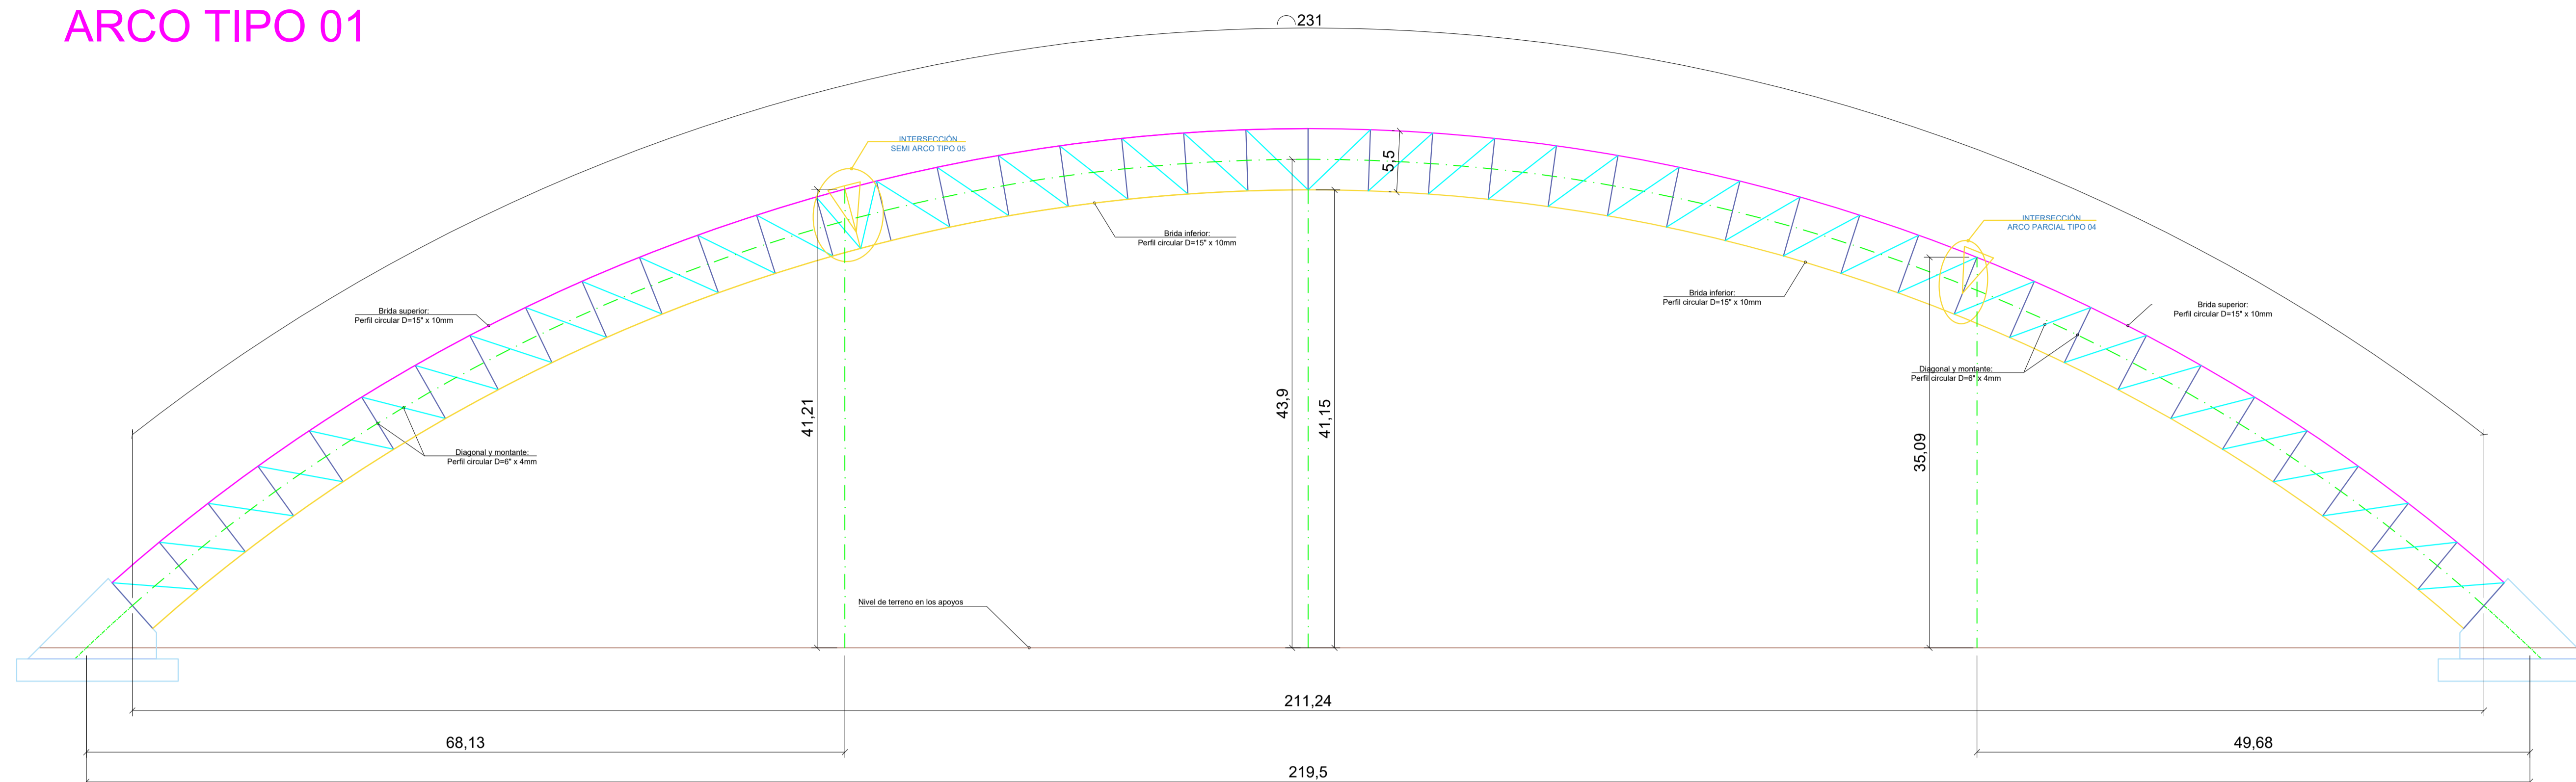 ARCO TIPO 01
231
INTERSECCIÓN
SEMI ARCO TIPO 05
5,5
INTERSECCIÓN
ARCO PARCIAL TIPO 04
Brida inferior:
Perfil circular D=15" x 10mm
Brida inferior:
Perfil circular D=15" x 10mm
Brida superior:
Perfil circular D=15" x 10mm
Brida superior:
Perfil circular D=15" x 10mm
Diagonal y montante:
Perfil circular D=6" x 4mm
41,21
43,9
41,15
35,09
Diagonal y montante:
Perfil circular D=6" x 4mm
Nivel de terreno en los apoyos
211,24
68,13
49,68
219,5